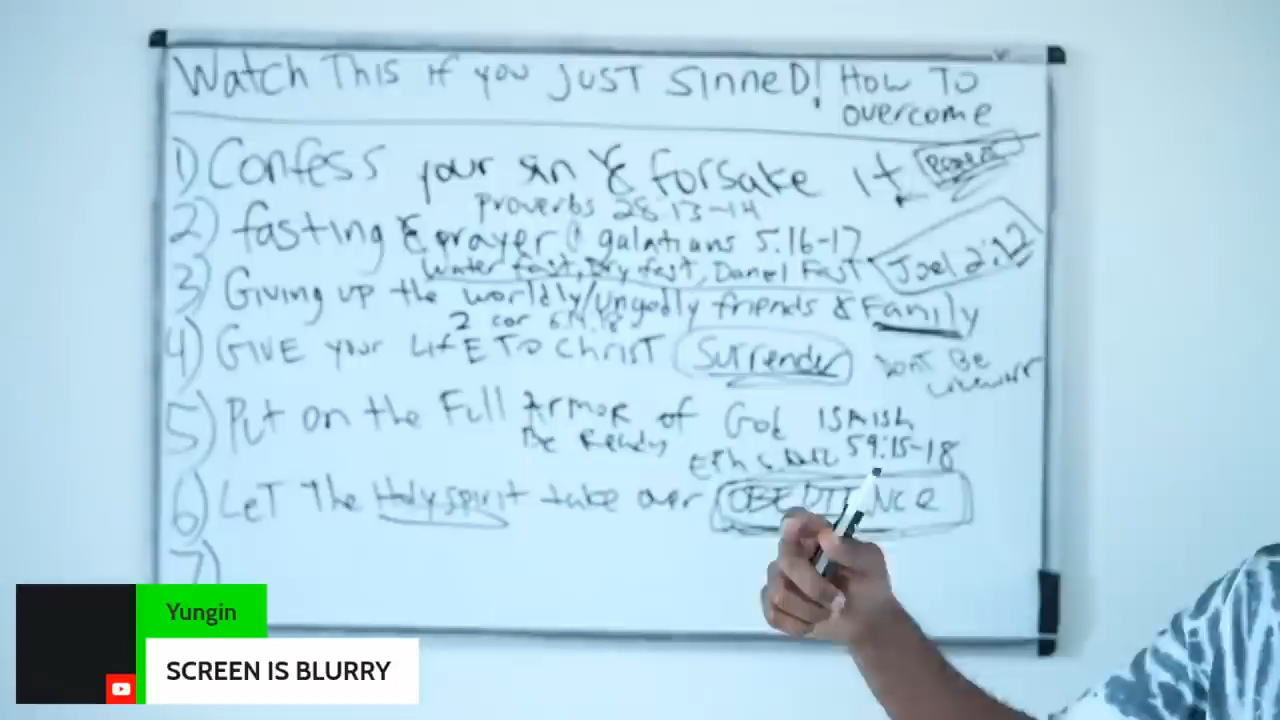 Watch This if you Just Sinned! How To
overcome
1) Confess your sin & forsake it
Proverbs 28:13-14
2) fasting & prayer galatians 5:16-17
Water fast, Dry fast, Daniel Fast Joel 2:12
3) Giving up the worldly/Ungodly friends & Family
2 cor
4) GIVE your LifE To Christ Surrender Dont Be
5) Put on the Full Armor of God
Be Ready 59:15-18
6) LeT The Holy spirit take over OBEDIENCE
7)
Yungin
SCREEN IS BLURRY